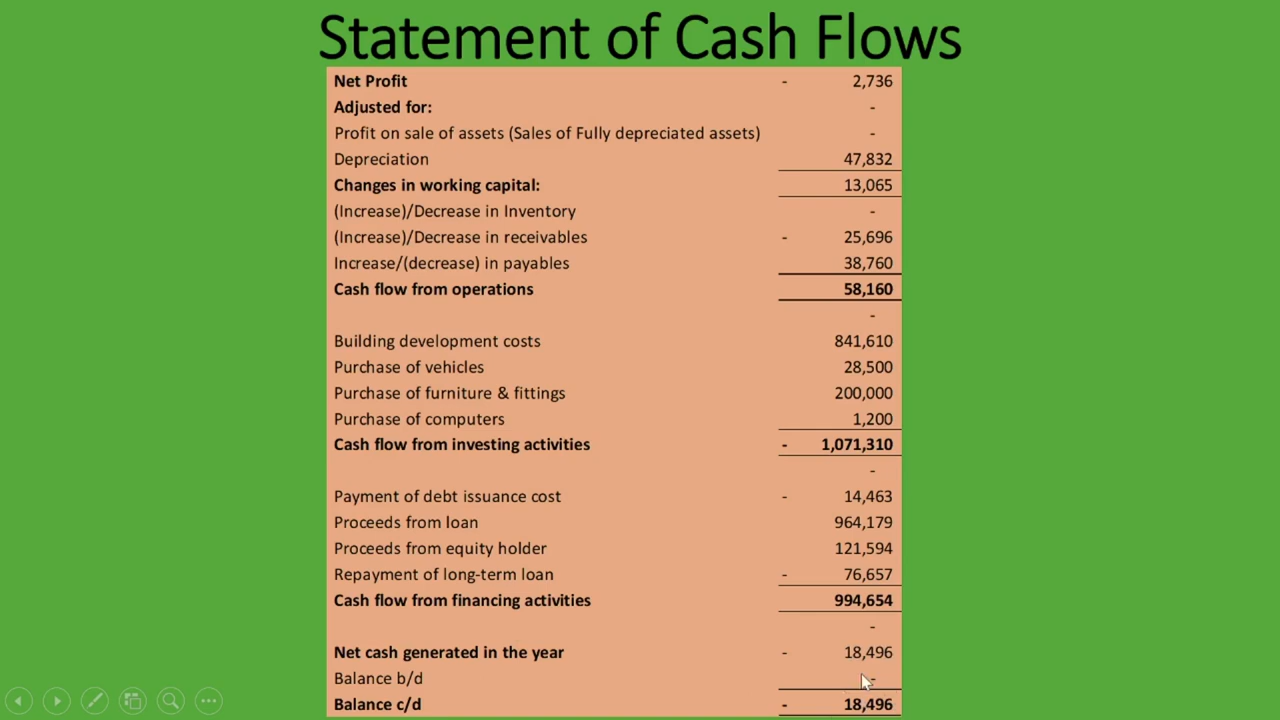 Statement of Cash Flows
Net Profit - 2,736
Adjusted for: -
Profit on sale of assets (Sales of Fully depreciated assets) -
Depreciation 47,832
Changes in working capital: 13,065
(Increase)/Decrease in Inventory -
(Increase)/Decrease in receivables - 25,696
Increase/(decrease) in payables 38,760
Cash flow from operations 58,160
-
Building development costs 841,610
Purchase of vehicles 28,500
Purchase of furniture & fittings 200,000
Purchase of computers 1,200
Cash flow from investing activities - 1,071,310
-
Payment of debt issuance cost - 14,463
Proceeds from loan 964,179
Proceeds from equity holder 121,594
Repayment of long-term loan - 76,657
Cash flow from financing activities 994,654
-
Net cash generated in the year - 18,496
Balance b/d -
Balance c/d - 18,496